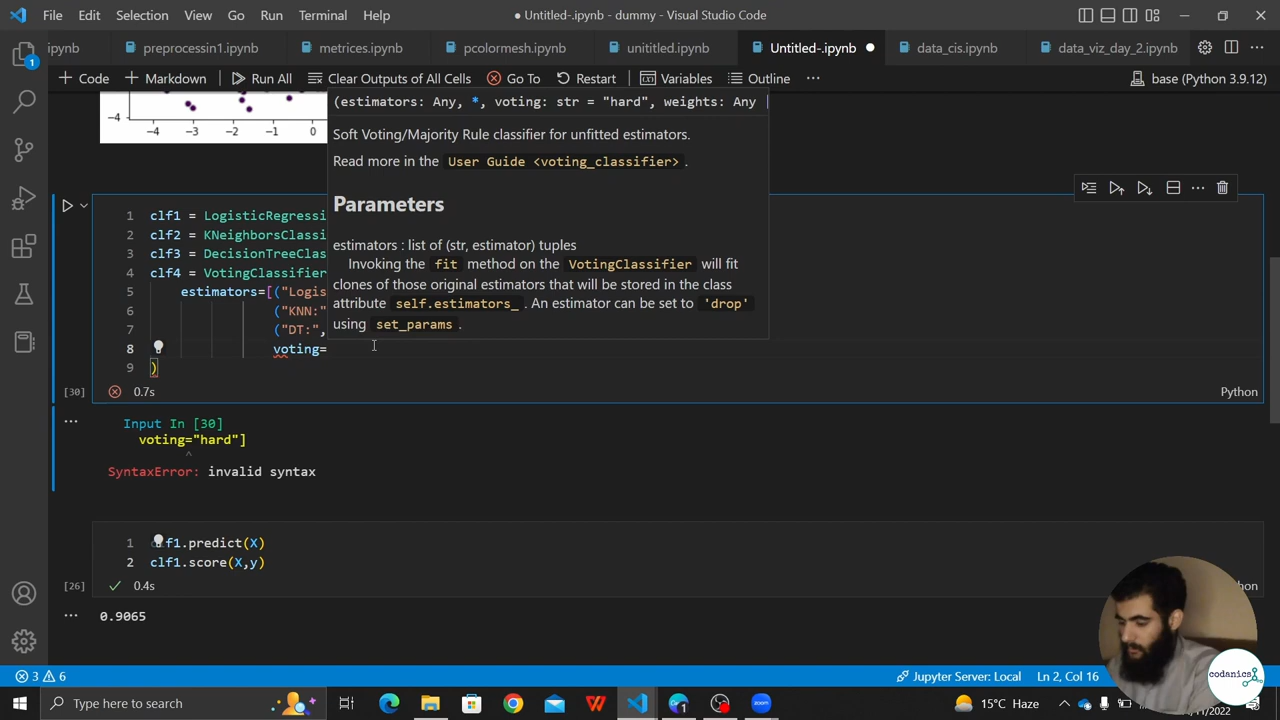 File Edit Selection View Go Run Terminal Help
● Untitled-.ipynb - dummy - Visual Studio Code
ipynb preprocessin1.ipynb metrices.ipynb pcolormesh.ipynb unititled.ipynb Untitled-.ipynb data_cis.ipynb data_viz_day_2.ipynb
+ Code + Markdown Run All Clear Outputs of All Cells Go To Restart Variables Outline ... base (Python 3.9.12)
−4
−4 −3 −2 −1 0
(estimators: Any, *, voting: str = "hard", weights: Any |
Soft Voting/Majority Rule classifier for unfitted estimators.
Read more in the User Guide <voting_classifier>.
Parameters
estimators : list of (str, estimator) tuples
Invoking the fit method on the VotingClassifier will fit
clones of those original estimators that will be stored in the class
attribute self.estimators_. An estimator can be set to 'drop'
using set_params.
1 clf1 = LogisticRegressi
2 clf2 = KNeighborsClassi
3 clf3 = DecisionTreeClas
4 clf4 = VotingClassifier
5 estimators=[("Logis
6 ("KNN:"
7 ("DT:",
8 voting=
9 )
[30] 0.7s Python
Input In [30]
voting="hard"]
^
SyntaxError: invalid syntax
1 clf1.predict(X)
2 clf1.score(X,y)
[26] 0.4s
0.9065
3 6 Jupyter Server: Local Ln 2, Col 16
Type here to search
15°C Haze
codanics